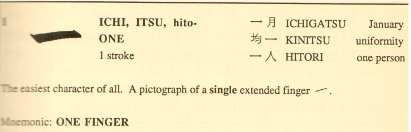 1
ICHI, ITSU, hito- 一月 ICHIGATSU January
ONE 均一 KINITSU uniformity
1 stroke 一人 HITORI one person
The easiest character of all. A pictograph of a single extended finger
Mnemonic: ONE FINGER